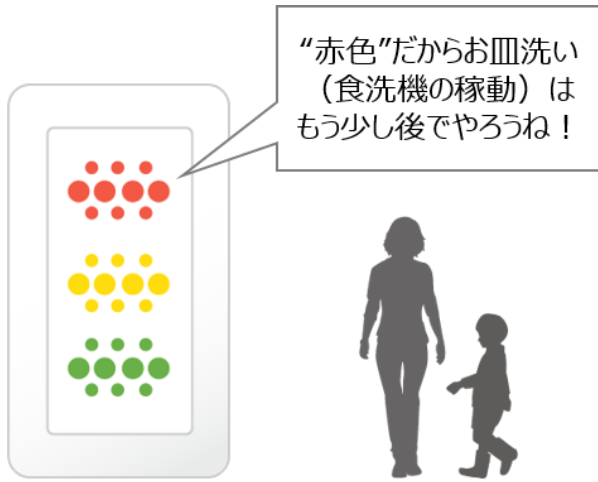 “赤色”だからお皿洗い
（食洗機の稼動）は
もう少し後でやろうね！